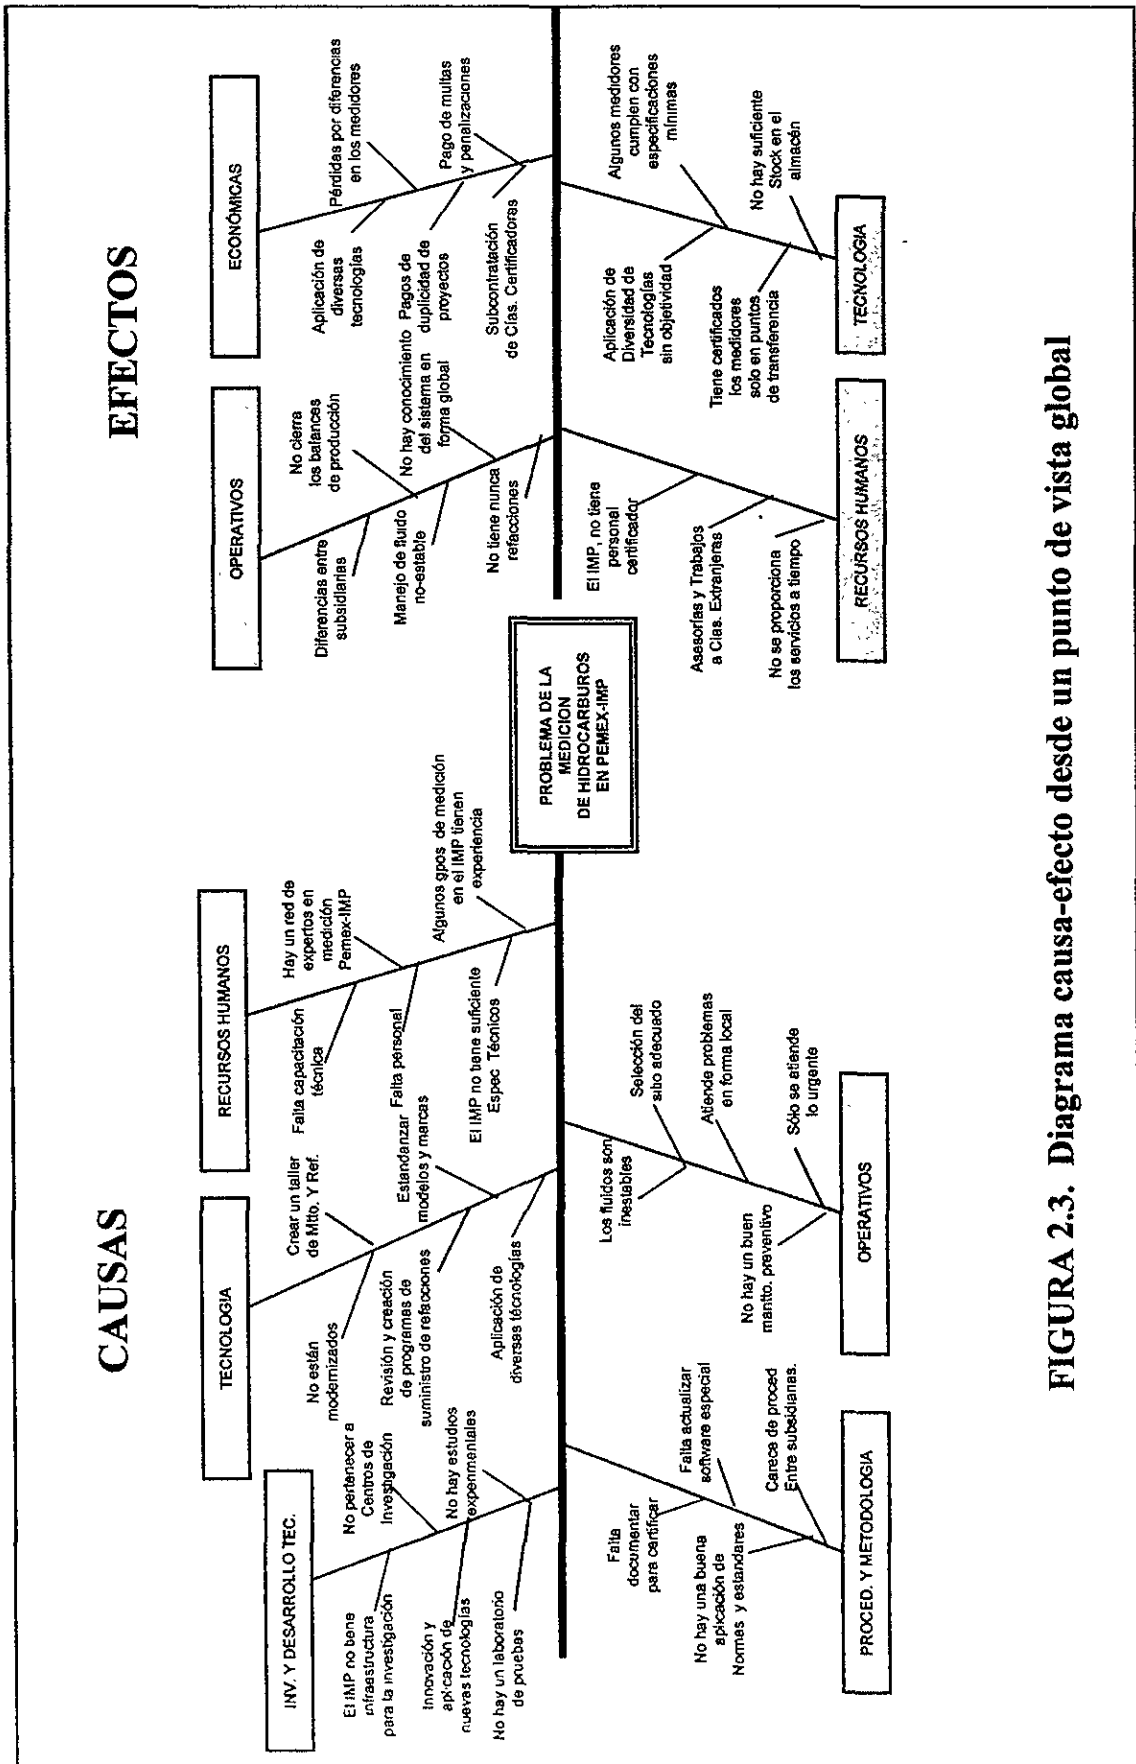 CAUSAS
EFECTOS
INV. Y DESARROLLO TEC.
El IMP no tiene
infraestructura
para la investigación
No pertenecer a
Centros de
Investigación
Innovación y
aplicación de
nuevas tecnologías
No hay estudios
experimentales
No hay un laboratorio
de pruebas
TECNOLOGIA
Crear un taller
de Mtto. Y Ref.
No están
modernizados
Revisión y creación
de programas de
suministro de refacciones
Estandarizar
modelos y marcas
Aplicación de
diversas técnologías
RECURSOS HUMANOS
Hay un red de
expertos en
medición
Pemex-IMP
Falta capacitación
técnica
Falta personal
Algunos gpos de medición
en el IMP tienen
experiencia
El IMP no tiene suficiente
Espec Técnicos
PROCED. Y METODOLOGIA
Falta
documentar
para certificar
Falta actualizar
software especial
No hay una buena
aplicación de
Normas y estandares
Carece de proced
Entre subsidiarias.
OPERATIVOS
Los fluidos son
inestables
Selección del
sitio adecuado
Atiende problemas
en forma local
No hay un buen
mantto. preventivo
Sólo se atiende
lo urgente
PROBLEMA DE LA
MEDICION
DE HIDROCARBUROS
EN PEMEX-IMP
OPERATIVOS
No cierra
los balances
de producción
Diferencias entre
subsidiarias
Manejo de fluido
no-estable
No hay conocimiento
del sistema en
forma global
No tiene nunca
refacciones
ECONÓMICAS
Pérdidas por diferencias
en los medidores
Aplicación de
diversas
tecnologías
Pagos de
duplicidad de
proyectos
Pago de multas
y penalizaciones
Subcontratación
de Cías. Certificadoras
RECURSOS HUMANOS
El IMP, no tiene
personal
certificador
Asesorías y Trabajos
a Cías. Extranjeras
No se proporciona
los servicios a tiempo
TECNOLOGIA
Algunos medidores
cumplen con
especificaciones
mínimas
Aplicación de
Diversidad de
Tecnologías
sin objetividad
Tiene certificados
los medidores
solo en puntos
de transferencia
No hay suficiente
Stock en el
almacén
FIGURA 2.3. Diagrama causa-efecto desde un punto de vista global